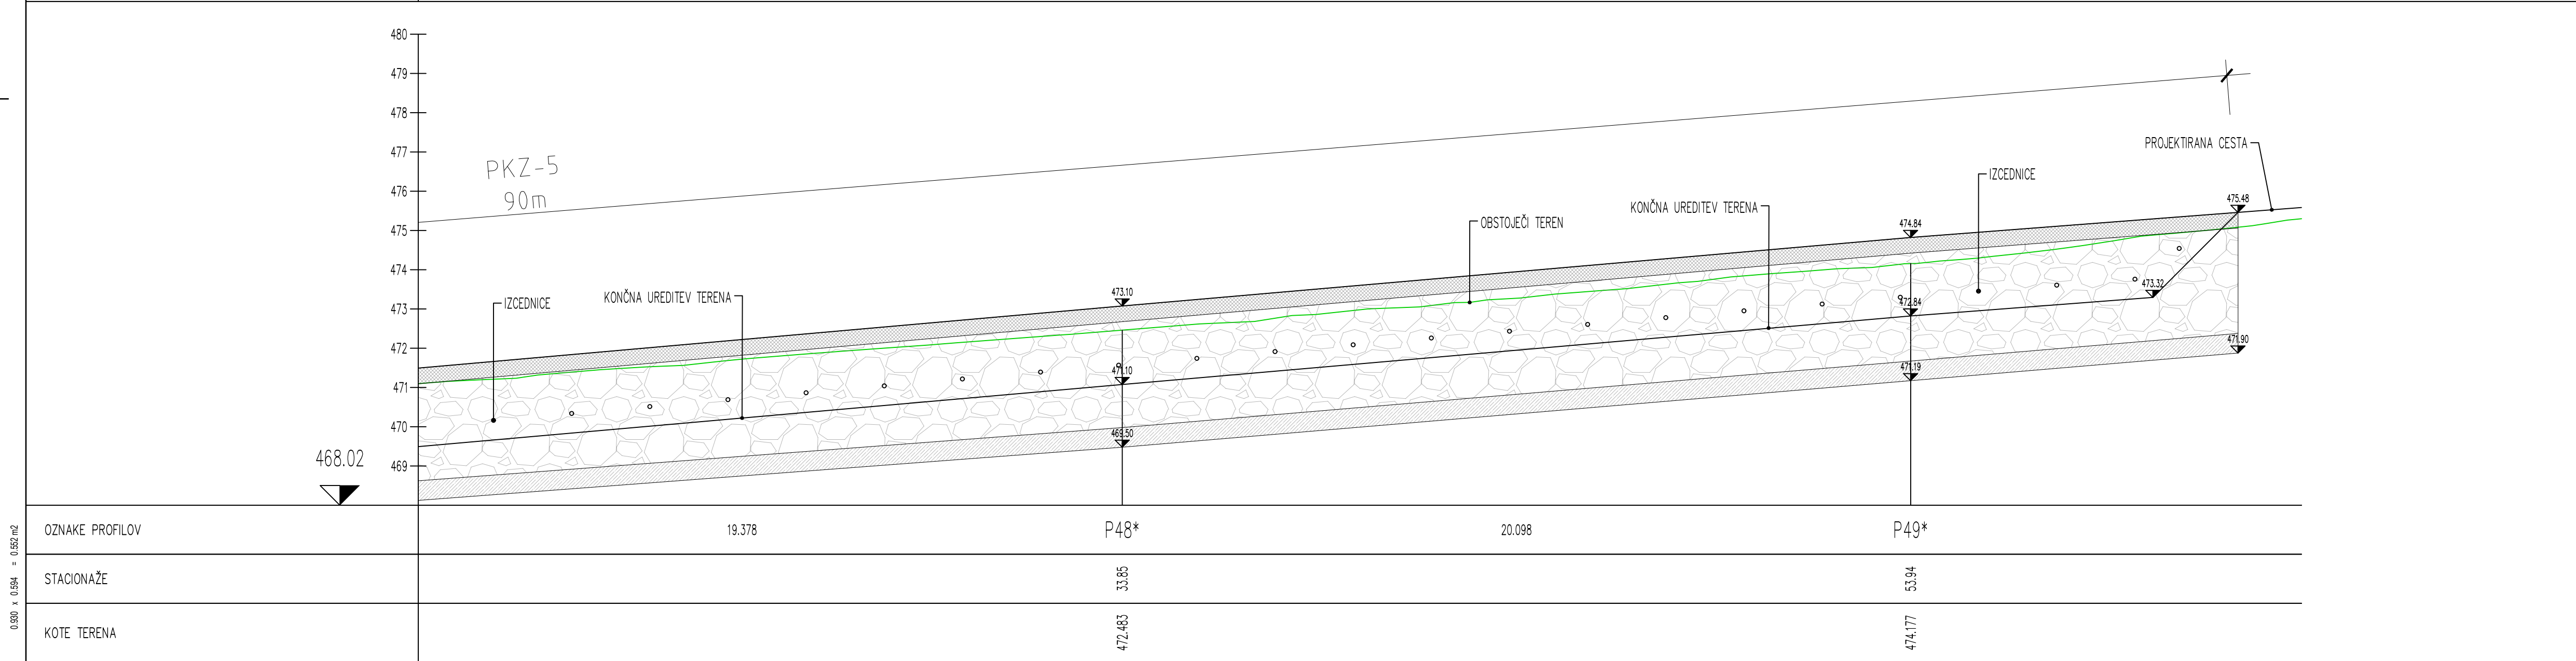 480
479
478
477
476
475
474
473
472
471
470
469
468.02
PKZ-5
90m
PROJEKTIRANA CESTA
IZCEDNICE
KONČNA UREDITEV TERENA
OBSTOJEČI TEREN
KONČNA UREDITEV TERENA
IZCEDNICE
475.48
474.84
473.10
473.32
472.84
471.10
471.90
471.19
469.50
OZNAKE PROFILOV
19.378
P48*
20.098
P49*
STACIONAŽE
33.85
53.94
KOTE TERENA
472.483
474.177
0.930 x 0.594 = 0.552 m2